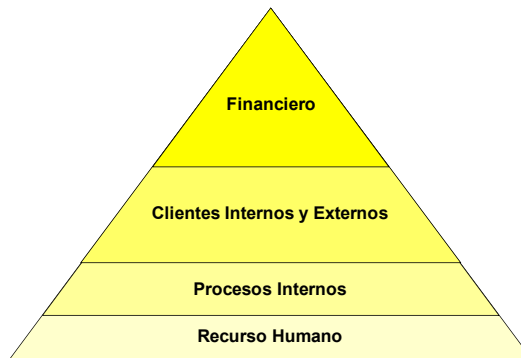 Financiero
Clientes Internos y Externos
Procesos Internos
Recurso Humano